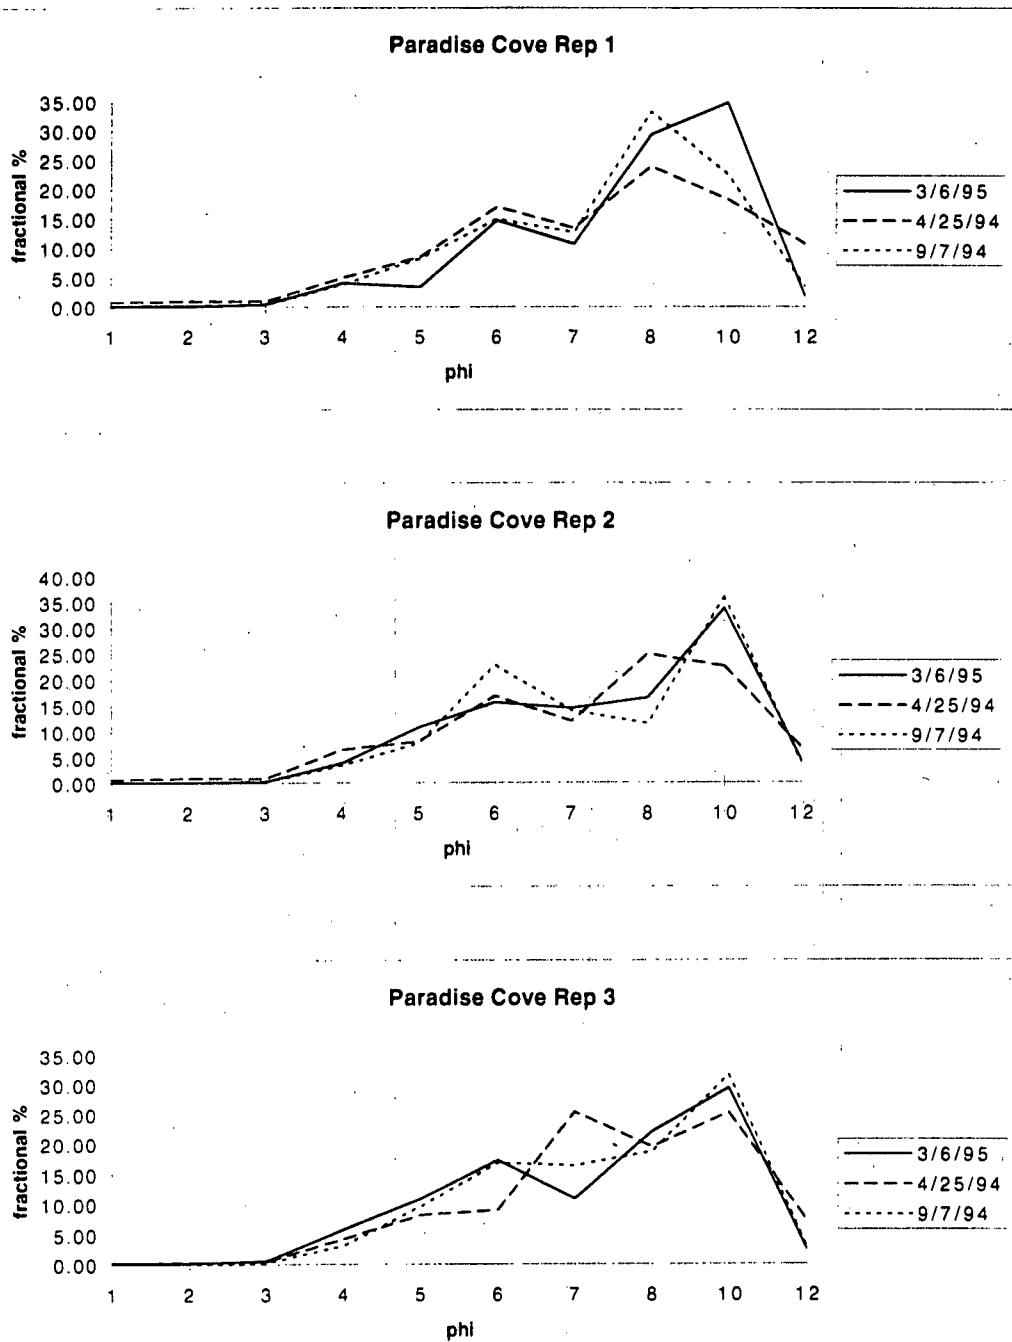 Paradise Cove Rep 1
fractional %
35.00
30.00
25.00
20.00
15.00
10.00
5.00
0.00
1 2 3 4 5 6 7 8 10 12
phi
3/6/95
4/25/94
9/7/94
Paradise Cove Rep 2
fractional %
40.00
35.00
30.00
25.00
20.00
15.00
10.00
5.00
0.00
1 2 3 4 5 6 7 8 10 12
phi
3/6/95
4/25/94
9/7/94
Paradise Cove Rep 3
fractional %
35.00
30.00
25.00
20.00
15.00
10.00
5.00
0.00
1 2 3 4 5 6 7 8 10 12
phi
3/6/95
4/25/94
9/7/94